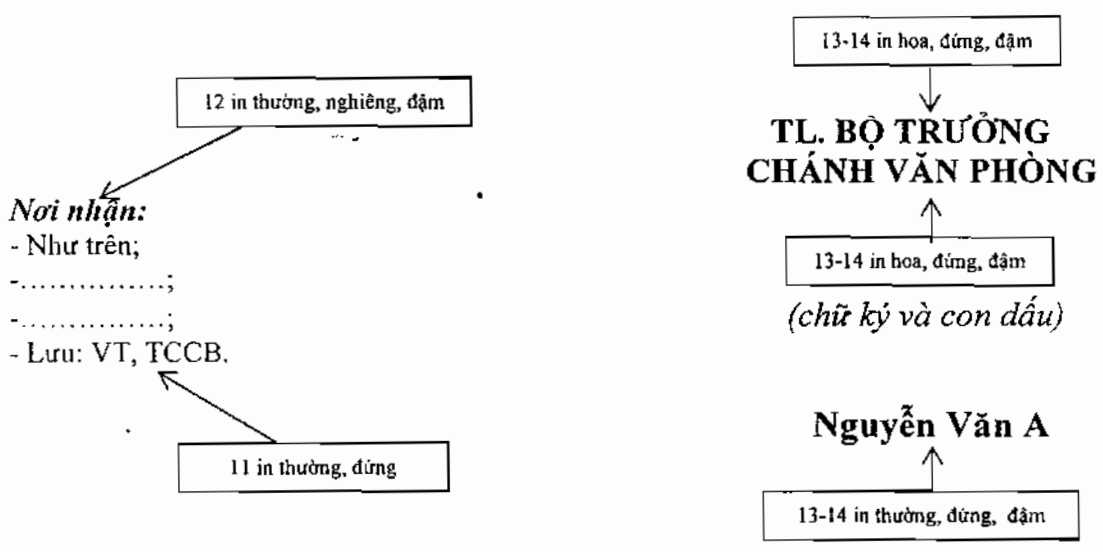 13-14 in hoa, đứng, đậm
12 in thường, nghiêng, đậm
TL. BỘ TRƯỞNG
CHÁNH VĂN PHÒNG
Nơi nhận:
- Như trên;
-……………;
-……………;
- Lưu: VT, TCCB.
13-14 in hoa, đứng, đậm
(chữ ký và con dấu)
Nguyễn Văn A
11 in thường, đứng
13-14 in thường, đứng, đậm